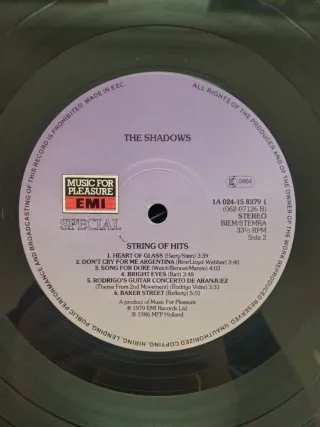 ALL RIGHTS OF THE PRODUCER AND OF THE OWNER OF THE WORK REPRODUCED RESERVED. UNAUTHORIZED COPYING, HIRING, LENDING, PUBLIC PERFORMANCE AND BROADCASTING OF THIS RECORD IS PROHIBITED. MADE IN EEC
THE SHADOWS
MUSIC FOR
PLEASURE
EMI
SPECIAL
1A 024-15 8379 1
(062-07126 B)
STEREO
BIEM/STEMRA
33⅓ RPM
Side 2
STRING OF HITS
1. HEART OF GLASS (Harry/Stein) 3:39
2. DON'T CRY FOR ME ARGENTINA (Rice/Lloyd-Webber) 3:48
3. SONG FOR DUKE (Welch/Bennett/Marvin) 4:03
4. BRIGHT EYES (Batt) 3:48
5. RODRIGO'S GUITAR CONCERTO DE ARANJUEZ
(Theme From 2nd Movement) (Rodrigo Vidre) 3:31
6. BAKER STREET (Rafferty) 5:01
A product of Music For Pleasure
℗ 1979 EMI Records Ltd.
© 1986 MFP Holland